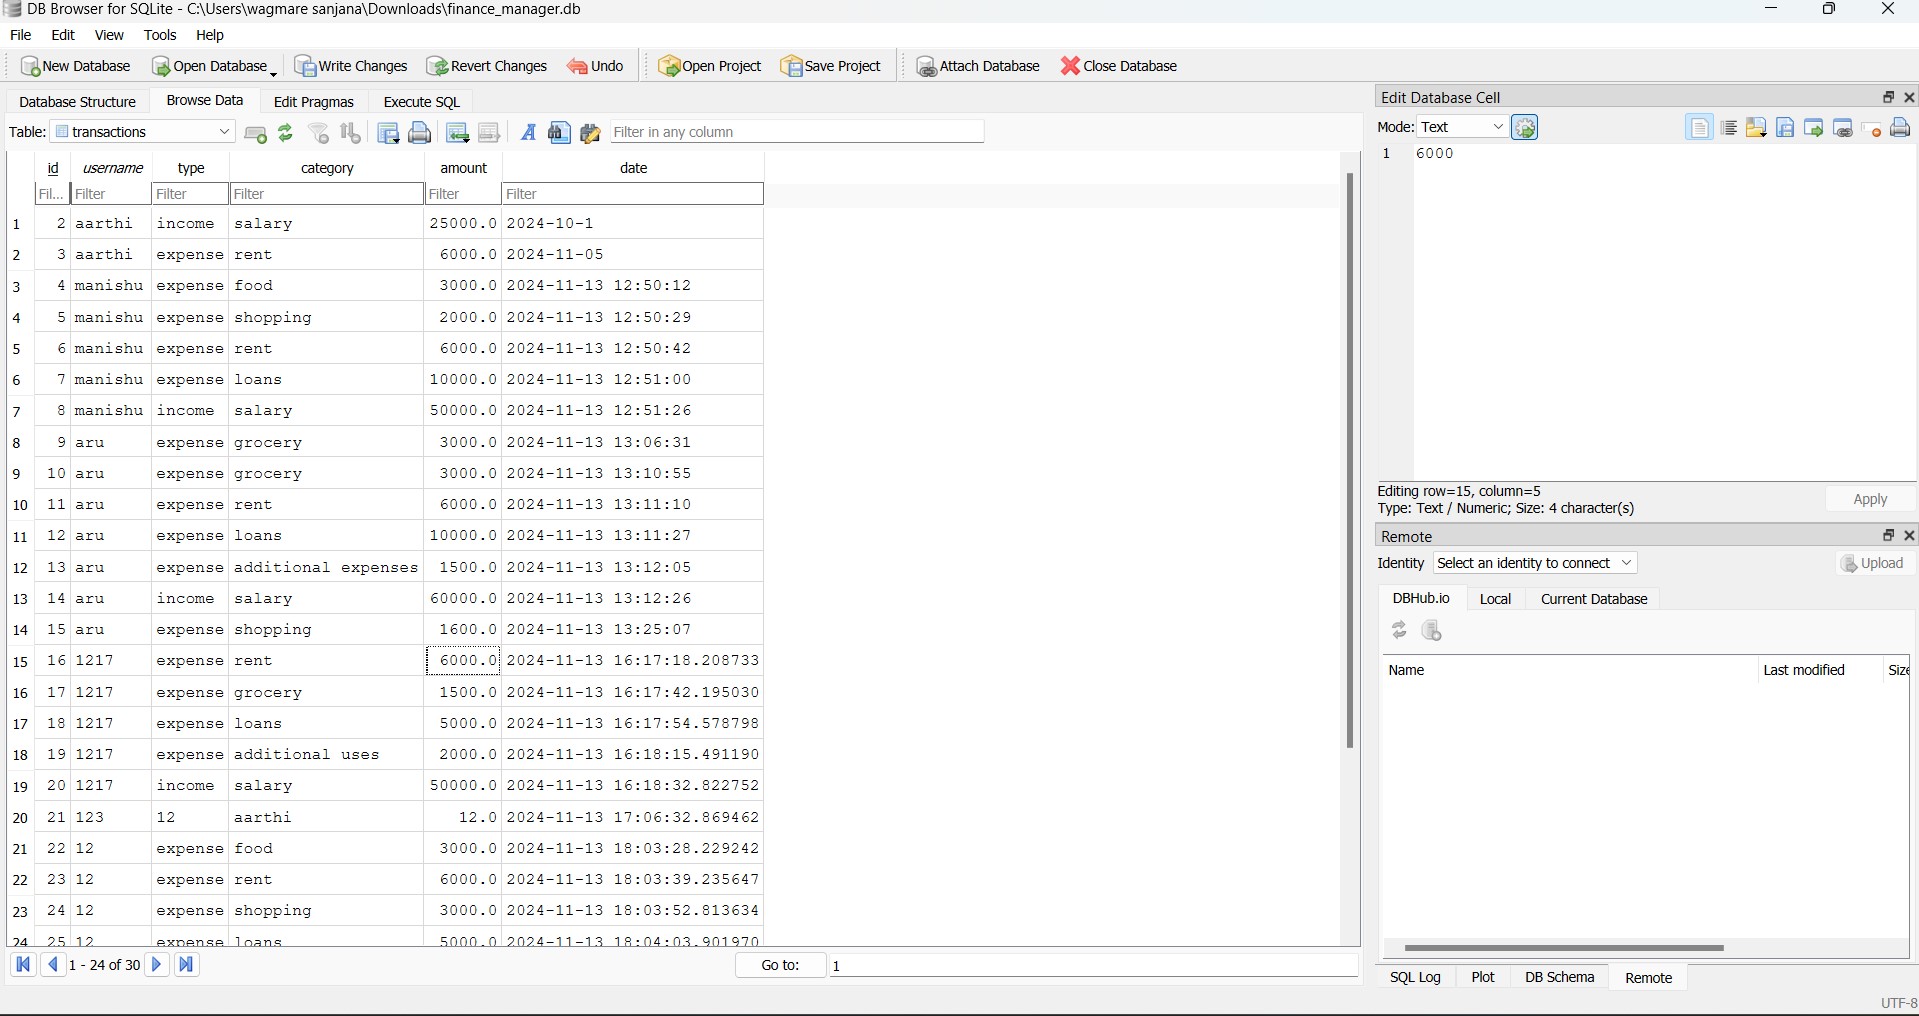 DB Browser for SQLite - C:\Users\wagmare sanjana\Downloads\finance_manager.db
File Edit View Tools Help
New Database Open Database Write Changes Revert Changes Undo Open Project Save Project Attach Database Close Database
Database Structure Browse Data Edit Pragmas Execute SQL
Table: transactions Filter in any column
id username type category amount date
Fil... Filter Filter Filter Filter Filter
1 2 aarthi income salary 25000.0 2024-10-1
2 3 aarthi expense rent 6000.0 2024-11-05
3 4 manishu expense food 3000.0 2024-11-13 12:50:12
4 5 manishu expense shopping 2000.0 2024-11-13 12:50:29
5 6 manishu expense rent 6000.0 2024-11-13 12:50:42
6 7 manishu expense loans 10000.0 2024-11-13 12:51:00
7 8 manishu income salary 50000.0 2024-11-13 12:51:26
8 9 aru expense grocery 3000.0 2024-11-13 13:06:31
9 10 aru expense grocery 3000.0 2024-11-13 13:10:55
10 11 aru expense rent 6000.0 2024-11-13 13:11:10
11 12 aru expense loans 10000.0 2024-11-13 13:11:27
12 13 aru expense additional expenses 1500.0 2024-11-13 13:12:05
13 14 aru income salary 60000.0 2024-11-13 13:12:26
14 15 aru expense shopping 1600.0 2024-11-13 13:25:07
15 16 1217 expense rent 6000.0 2024-11-13 16:17:18.208733
16 17 1217 expense grocery 1500.0 2024-11-13 16:17:42.195030
17 18 1217 expense loans 5000.0 2024-11-13 16:17:54.578798
18 19 1217 expense additional uses 2000.0 2024-11-13 16:18:15.491190
19 20 1217 income salary 50000.0 2024-11-13 16:18:32.822752
20 21 123 12 aarthi 12.0 2024-11-13 17:06:32.869462
21 22 12 expense food 3000.0 2024-11-13 18:03:28.229242
22 23 12 expense rent 6000.0 2024-11-13 18:03:39.235647
23 24 12 expense shopping 3000.0 2024-11-13 18:03:52.813634
24 25 12 expense loans 5000.0 2024-11-13 18:04:03.901970
1 - 24 of 30 Go to: 1
Edit Database Cell
Mode: Text
1 6000
Editing row=15, column=5
Type: Text / Numeric; Size: 4 character(s)
Apply
Remote
Identity Select an identity to connect Upload
DBHub.io Local Current Database
Name Last modified Size
SQL Log Plot DB Schema Remote
UTF-8